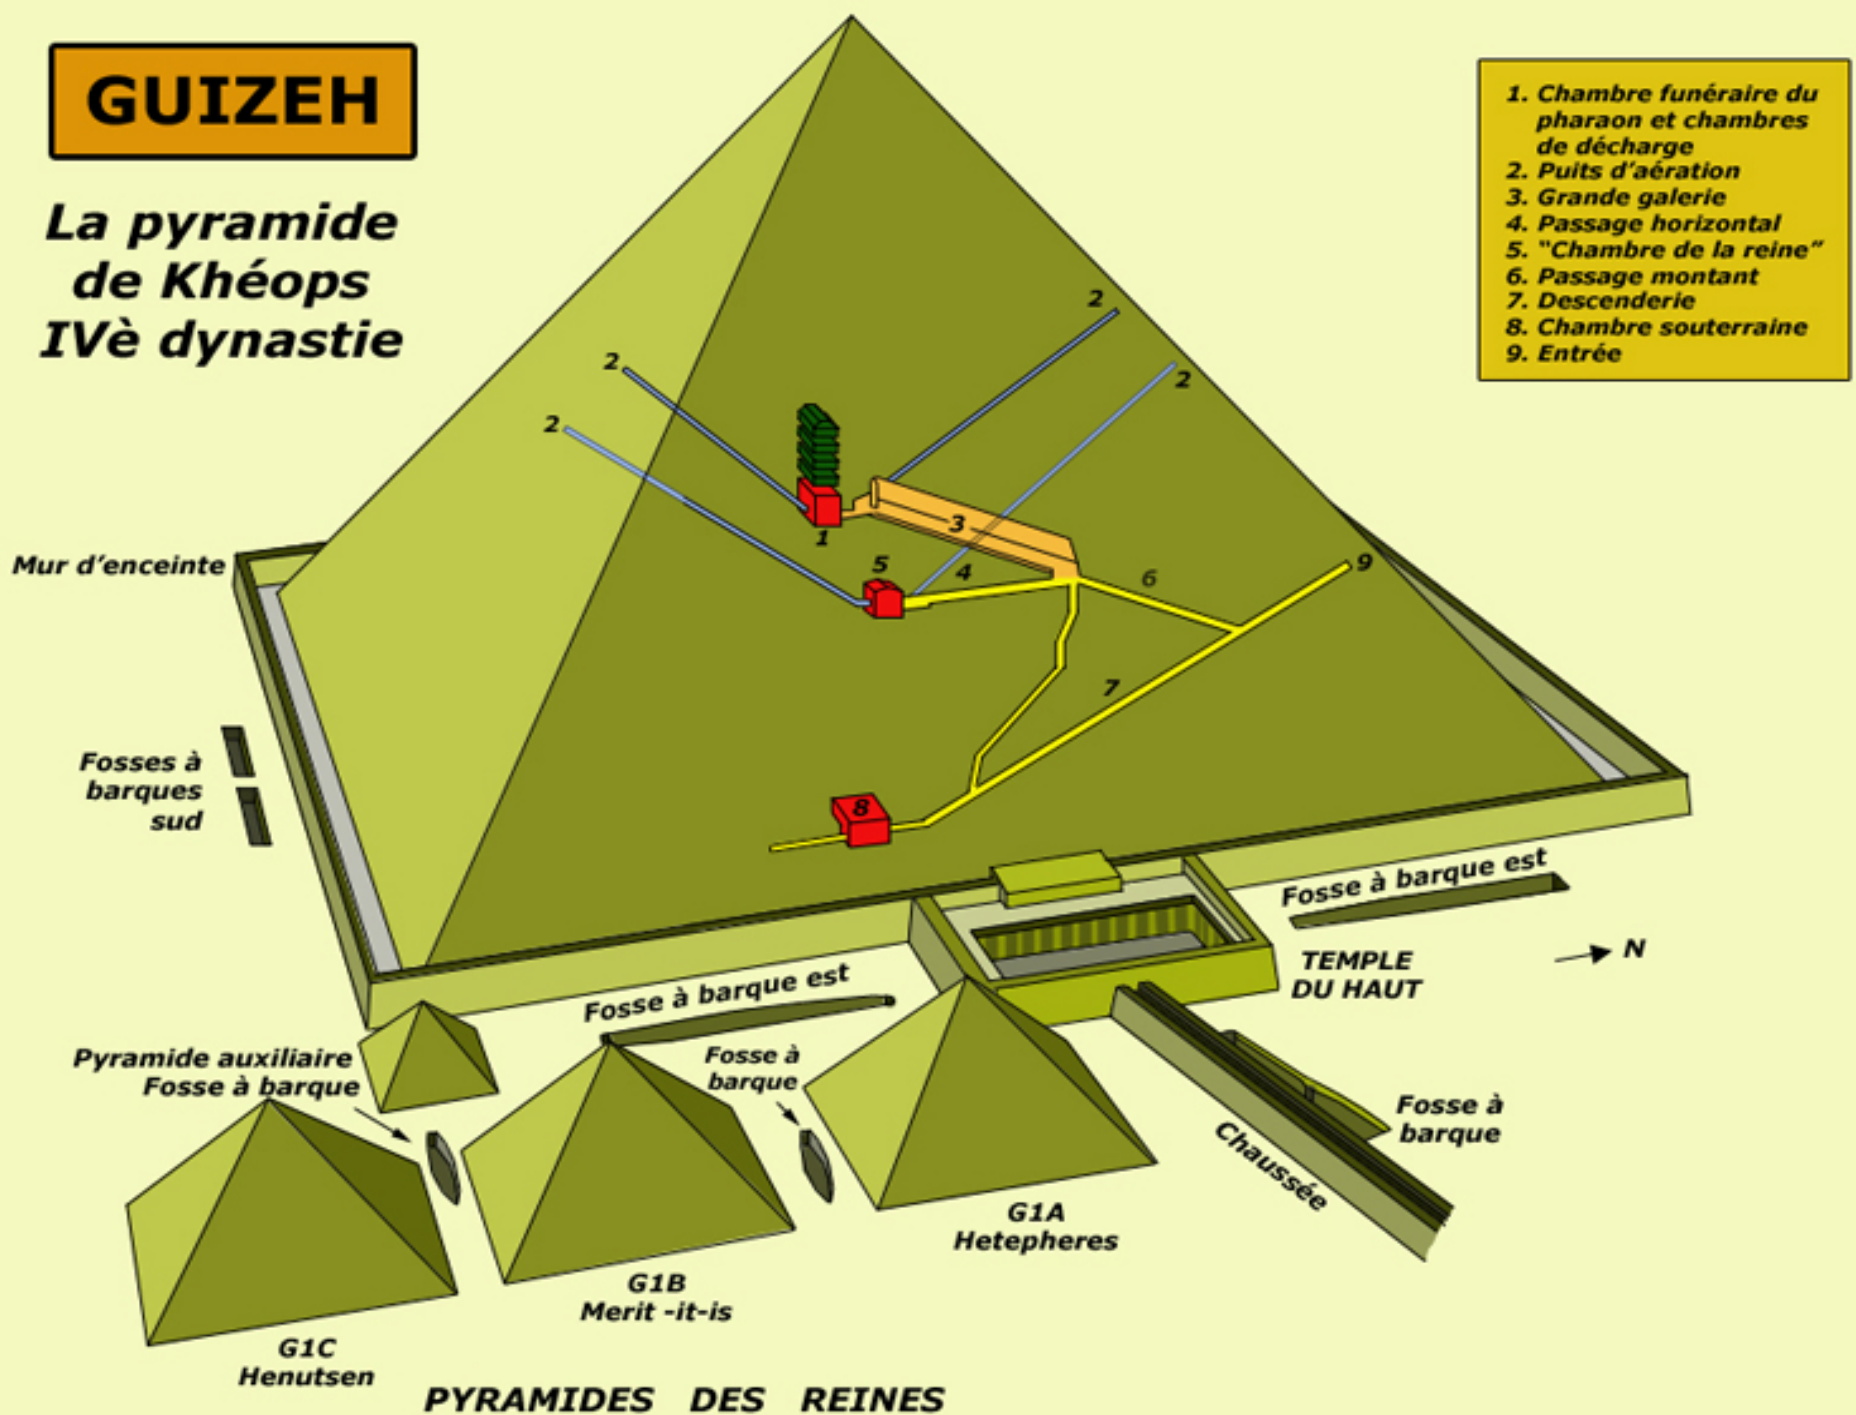 GUIZEH
La pyramide
de Khéops
IVè dynastie
1. Chambre funéraire du
pharaon et chambres
de décharge
2. Puits d'aération
3. Grande galerie
4. Passage horizontal
5. “Chambre de la reine”
6. Passage montant
7. Descenderie
8. Chambre souterraine
9. Entrée
2
2
2
2
1
3
5
4
6
9
7
8
Mur d'enceinte
Fosses à
barques
sud
Fosse à barque est
N
TEMPLE
DU HAUT
Fosse à barque est
Pyramide auxiliaire
Fosse à barque
Fosse à
barque
Fosse à
barque
Chaussée
G1A
Hetepheres
G1B
Merit -it-is
G1C
Henutsen
PYRAMIDES DES REINES